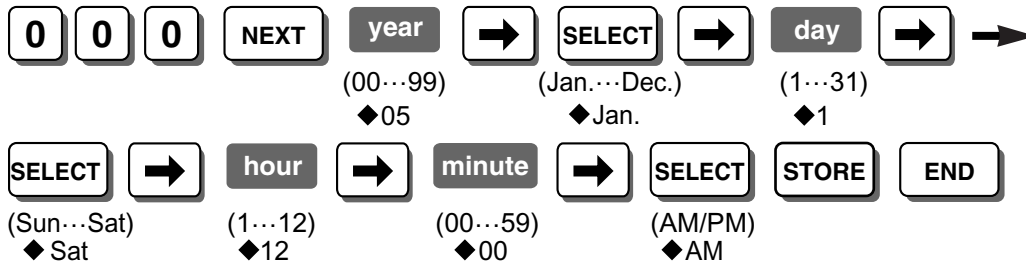 0 0 0 NEXT year SELECT day
(00⋯99) (Jan.⋯Dec.) (1⋯31)
◆05 ◆Jan. ◆1
SELECT hour minute SELECT STORE END
(Sun⋯Sat) (1⋯12) (00⋯59) (AM/PM)
◆Sat ◆12 ◆00 ◆AM